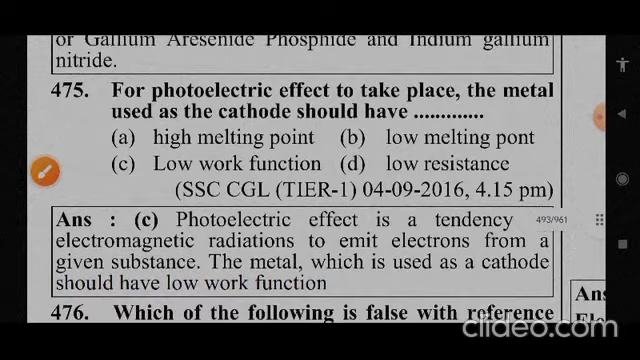 or Gallium Aresenide Phosphide and Indium gallium
nitride.
475. For photoelectric effect to take place, the metal
used as the cathode should have .............
(a) high melting point (b) low melting pont
(c) Low work function (d) low resistance
(SSC CGL (TIER-1) 04-09-2016, 4.15 pm)
Ans : (c) Photoelectric effect is a tendency
electromagnetic radiations to emit electrons from a
given substance. The metal, which is used as a cathode
should have low work function
493/961
476. Which of the following is false with reference
Ans
clideo.com